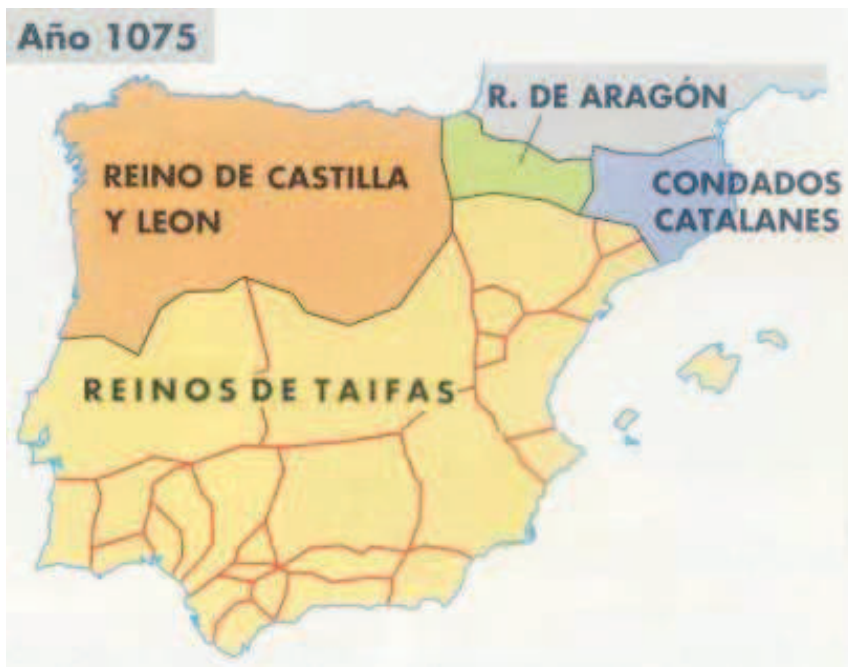 Año 1075
R. DE ARAGÓN
REINO DE CASTILLA
Y LEON
CONDADOS
CATALANES
REINOS DE TAIFAS